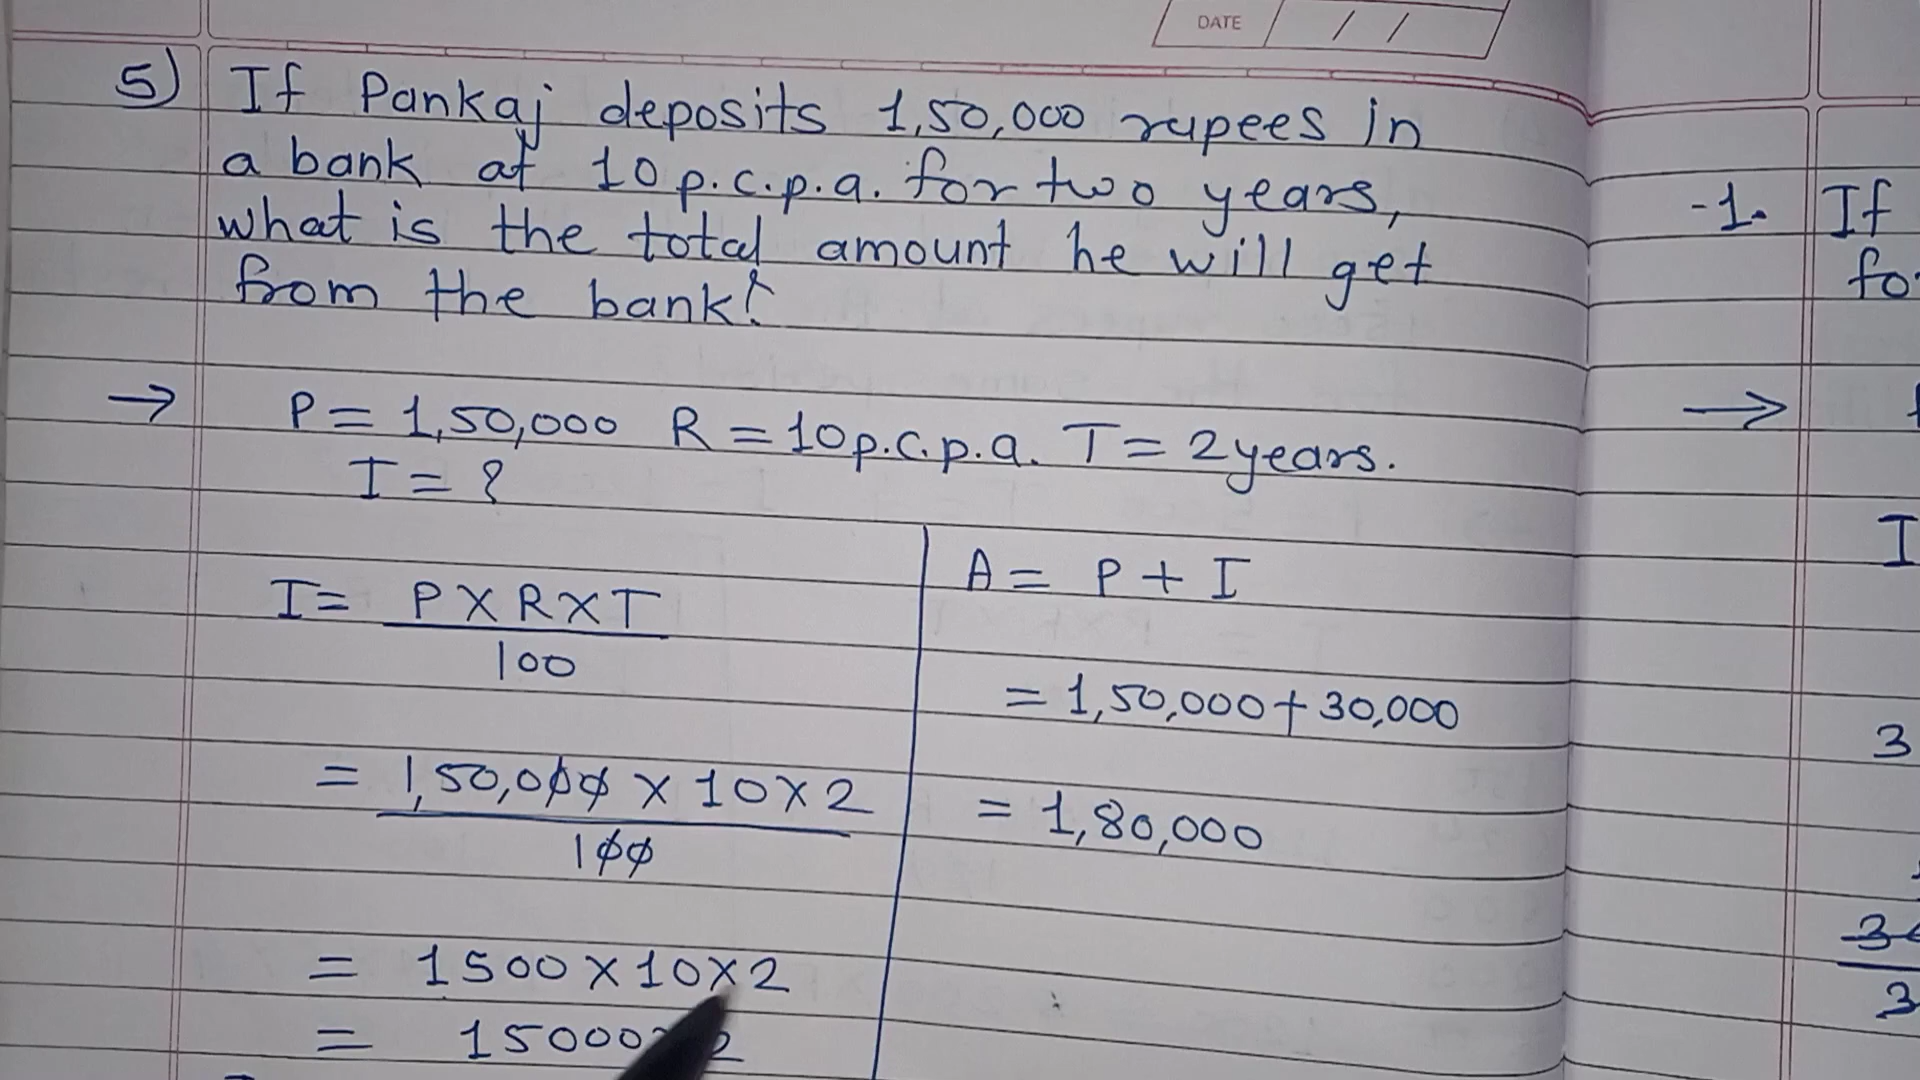 DATE / /
5) If Pankaj deposits 1,50,000 rupees in
a bank at 10 p.c.p.a. for two years,
what is the total amount he will get
from the bank?
→ P = 1,50,000 R = 10 p.c.p.a. T = 2 years.
I = ?
I = P X R X T
100
= 1,50,000 x 10 x 2
100
= 1500 x 10 x 2
= 15000 2
A = P + I
= 1,50,000 + 30,000
= 1,80,000
-1. If
→
I
3
3